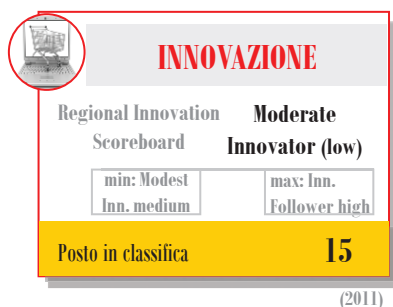 INNOVAZIONE
Regional Innovation Scoreboard
Moderate Innovator (low)
min: Modest Inn. medium
max: Inn. Follower high
Posto in classifica 15
(2011)